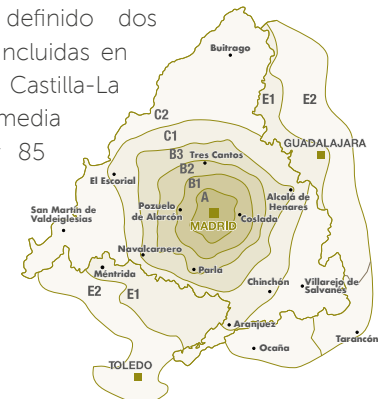 definido dos
ncluidas en
Castilla-La
media
85
Buitrago
E1
E2
C2
GUADALAJARA
C1
B3
Tres Cantos
B2
El Escorial
B1
A
Alcalá de
Henares
San Martín de
Valdeiglesias
Pozuelo
de Alarcón
Coslada
MADRID
Navalcarnero
Parla
Méntrida
Chinchón
Villarejo de
Salvanés
E2
E1
Aranjuez
Ocaña
Tarancón
TOLEDO